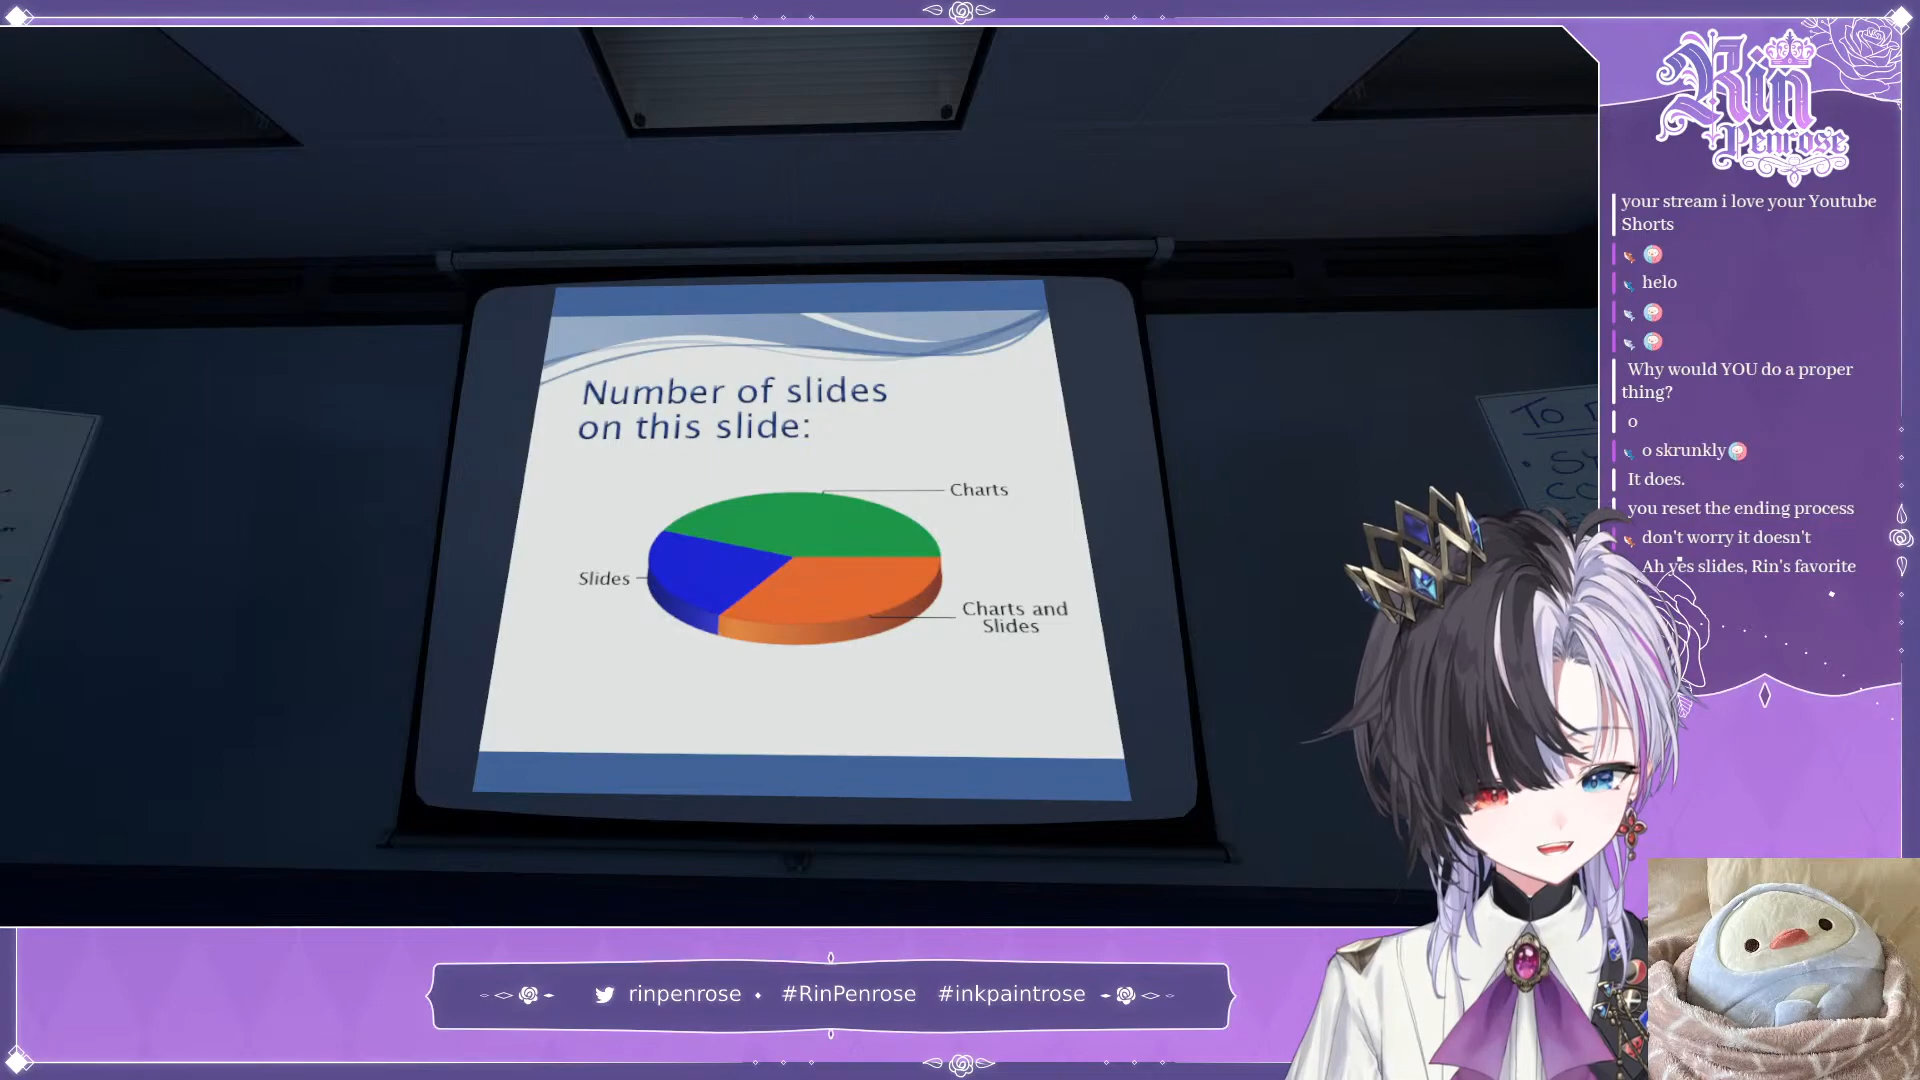 Rin
Penrose
your stream i love your Youtube
Shorts
helo
Why would YOU do a proper
thing?
o
o skrunkly
It does.
you reset the ending process
don't worry it doesn't
Ah yes slides, Rin's favorite
Number of slides
on this slide:
Charts
Slides
Charts and
Slides
rinpenrose
#RinPenrose
#inkpaintrose